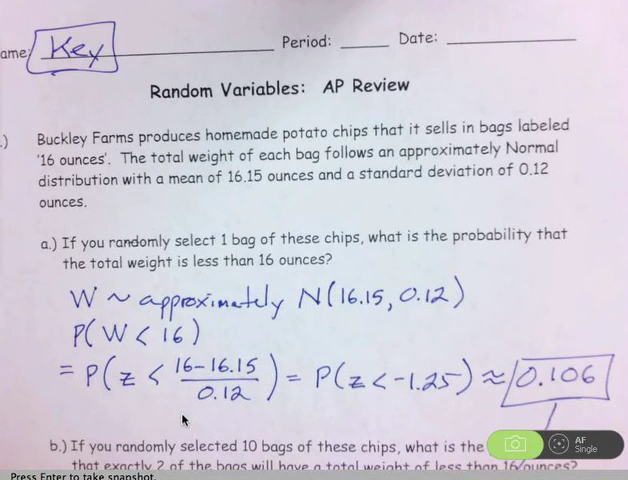 ame: Key Period: Date:
Random Variables: AP Review
.) Buckley Farms produces homemade potato chips that it sells in bags labeled
'16 ounces'. The total weight of each bag follows an approximately Normal
distribution with a mean of 16.15 ounces and a standard deviation of 0.12
ounces.
a.) If you randomly select 1 bag of these chips, what is the probability that
the total weight is less than 16 ounces?
W ~ approximately N(16.15, 0.12)
P(W < 16)
= P(z < 16-16.15 / 0.12) = P(z < -1.25) ≈ 0.106
b.) If you randomly selected 10 bags of these chips, what is the
AF
Single
that exactly 2 of the bags will have a total weight of less than 16 ounces?
Press Enter to take snapshot.